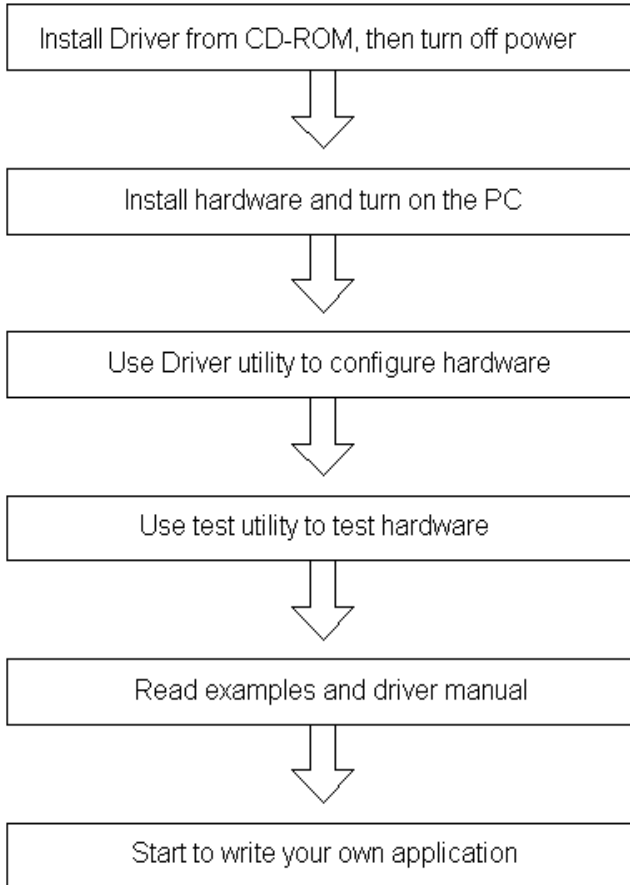 Install Driver from CD-ROM, then turn off power
Install hardware and turn on the PC
Use Driver utility to configure hardware
Use test utility to test hardware
Read examples and driver manual
Start to write your own application